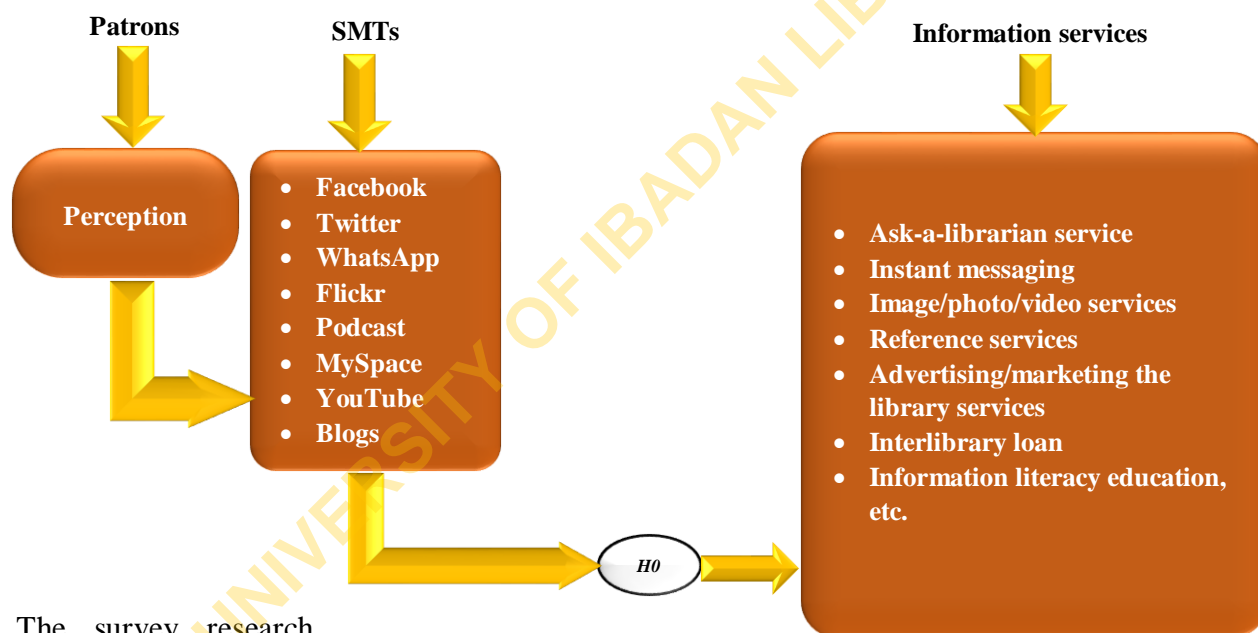 Patrons
SMTs
Information services
Perception
• Facebook
• Twitter
• WhatsApp
• Flickr
• Podcast
• MySpace
• YouTube
• Blogs
• Ask-a-librarian service
• Instant messaging
• Image/photo/video services
• Reference services
• Advertising/marketing the
library services
• Interlibrary loan
• Information literacy education,
etc.
H0
The survey research
UNIVERSITY OF IBADAN